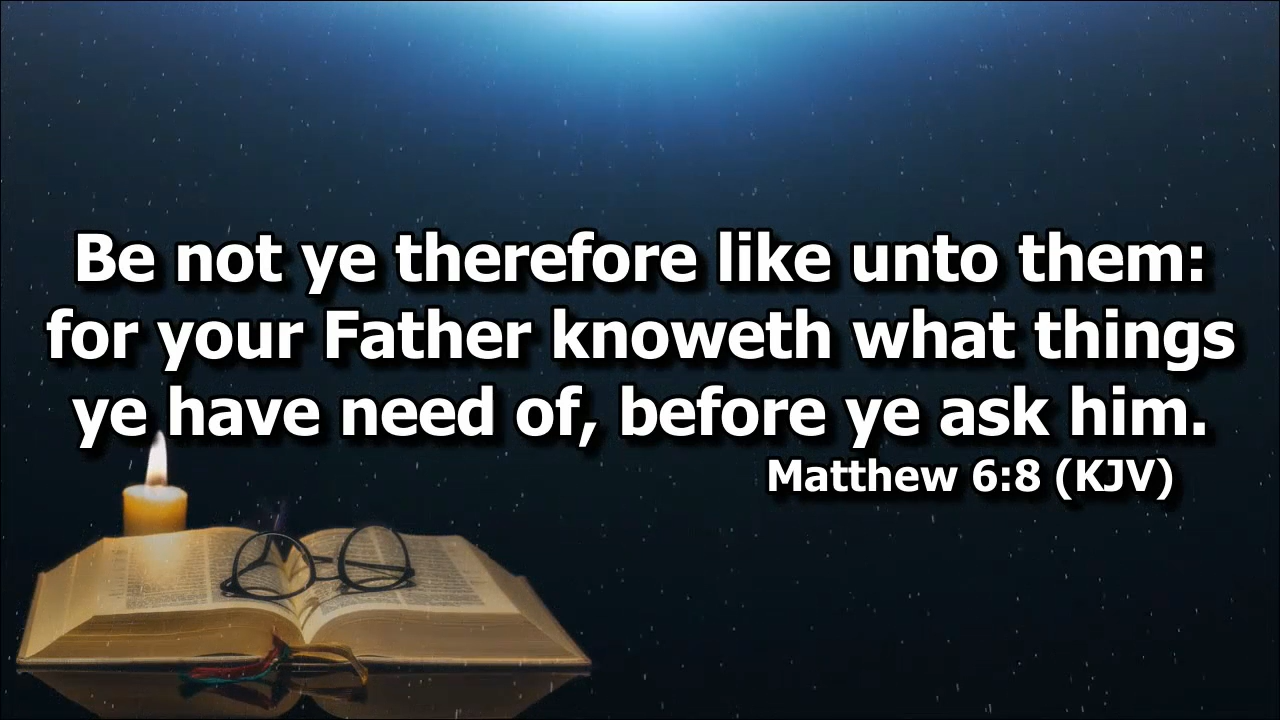 Be not ye therefore like unto them:
for your Father knoweth what things
ye have need of, before ye ask him.
Matthew 6:8 (KJV)